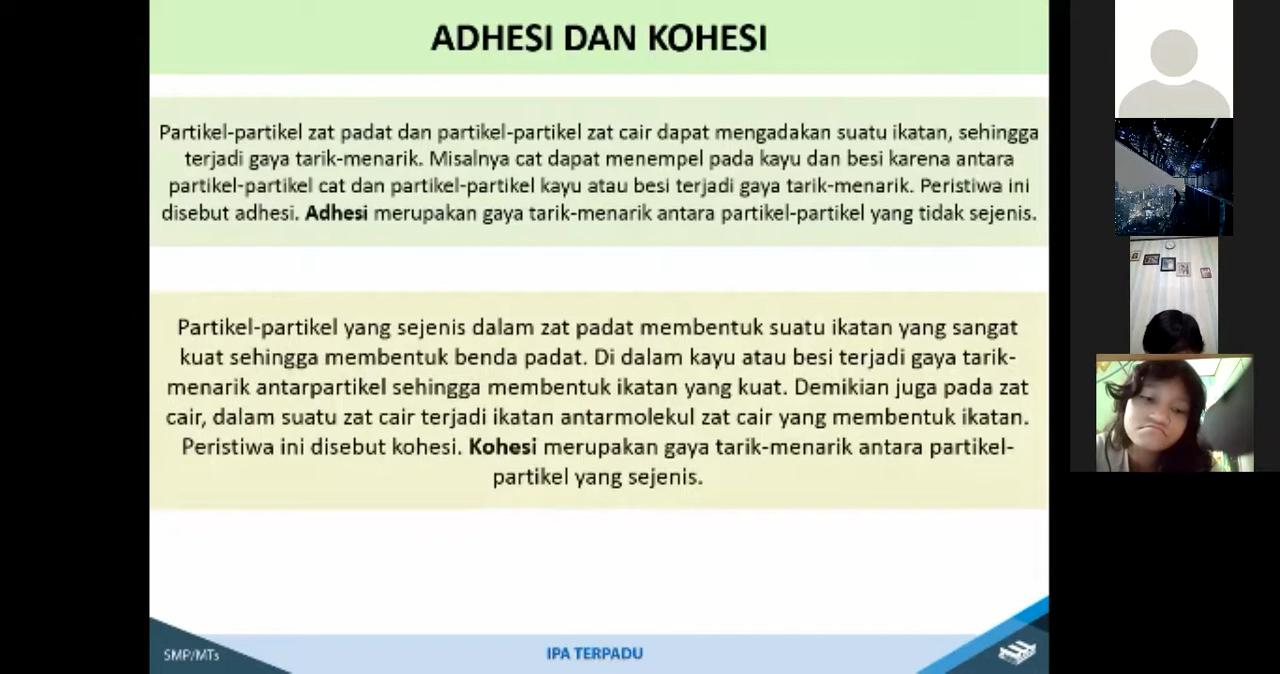 ADHESI DAN KOHESI
Partikel-partikel zat padat dan partikel-partikel zat cair dapat mengadakan suatu ikatan, sehingga
terjadi gaya tarik-menarik. Misalnya cat dapat menempel pada kayu dan besi karena antara
partikel-partikel cat dan partikel-partikel kayu atau besi terjadi gaya tarik-menarik. Peristiwa ini
disebut adhesi. Adhesi merupakan gaya tarik-menarik antara partikel-partikel yang tidak sejenis.
Partikel-partikel yang sejenis dalam zat padat membentuk suatu ikatan yang sangat
kuat sehingga membentuk benda padat. Di dalam kayu atau besi terjadi gaya tarik-
menarik antarpartikel sehingga membentuk ikatan yang kuat. Demikian juga pada zat
cair, dalam suatu zat cair terjadi ikatan antarmolekul zat cair yang membentuk ikatan.
Peristiwa ini disebut kohesi. Kohesi merupakan gaya tarik-menarik antara partikel-
partikel yang sejenis.
SMP/MTs
IPA TERPADU